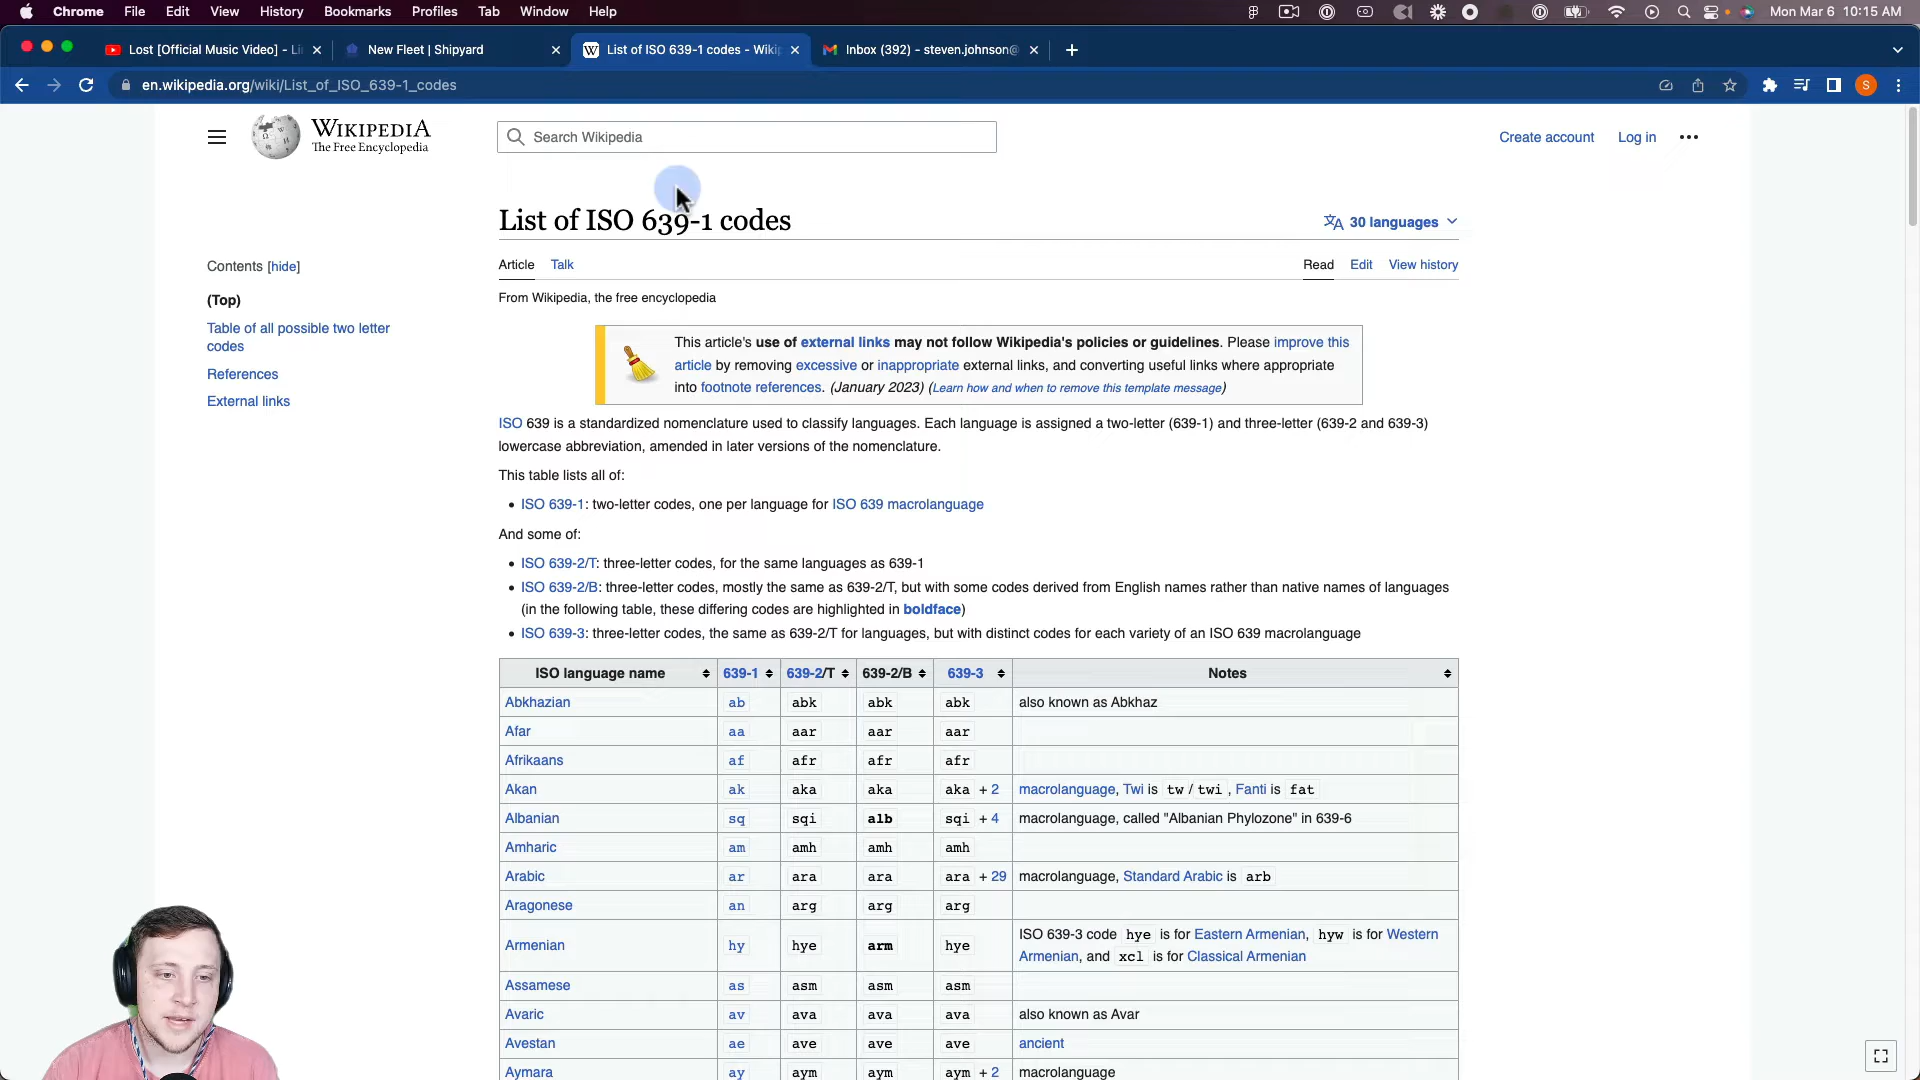 Chrome File Edit View History Bookmarks Profiles Tab Window Help Mon Mar 6 10:15 AM
Lost [Official Music Video] - Li New Fleet | Shipyard List of ISO 639-1 codes - Wiki Inbox (392) - steven.johnson@
en.wikipedia.org/wiki/List_of_ISO_639-1_codes S
WIKIPEDIA
The Free Encyclopedia
Search Wikipedia
Create account Log in
List of ISO 639-1 codes
30 languages
Contents [hide]
(Top)
Table of all possible two letter
codes
References
External links
Article Talk Read Edit View history
From Wikipedia, the free encyclopedia
This article's use of external links may not follow Wikipedia's policies or guidelines. Please improve this
article by removing excessive or inappropriate external links, and converting useful links where appropriate
into footnote references. (January 2023) (Learn how and when to remove this template message)
ISO 639 is a standardized nomenclature used to classify languages. Each language is assigned a two-letter (639-1) and three-letter (639-2 and 639-3)
lowercase abbreviation, amended in later versions of the nomenclature.
This table lists all of:
• ISO 639-1: two-letter codes, one per language for ISO 639 macrolanguage
And some of:
• ISO 639-2/T: three-letter codes, for the same languages as 639-1
• ISO 639-2/B: three-letter codes, mostly the same as 639-2/T, but with some codes derived from English names rather than native names of languages
(in the following table, these differing codes are highlighted in boldface)
• ISO 639-3: three-letter codes, the same as 639-2/T for languages, but with distinct codes for each variety of an ISO 639 macrolanguage
ISO language name 639-1 639-2/T 639-2/B 639-3 Notes
Abkhazian ab abk abk abk also known as Abkhaz
Afar aa aar aar aar
Afrikaans af afr afr afr
Akan ak aka aka aka + 2 macrolanguage, Twi is tw / twi , Fanti is fat
Albanian sq sqi alb sqi + 4 macrolanguage, called "Albanian Phylozone" in 639-6
Amharic am amh amh amh
Arabic ar ara ara ara + 29 macrolanguage, Standard Arabic is arb
Aragonese an arg arg arg
Armenian hy hye arm hye ISO 639-3 code hye is for Eastern Armenian, hyw is for Western
Armenian, and xcl is for Classical Armenian
Assamese as asm asm asm
Avaric av ava ava ava also known as Avar
Avestan ae ave ave ave ancient
Aymara ay aym aym aym + 2 macrolanguage